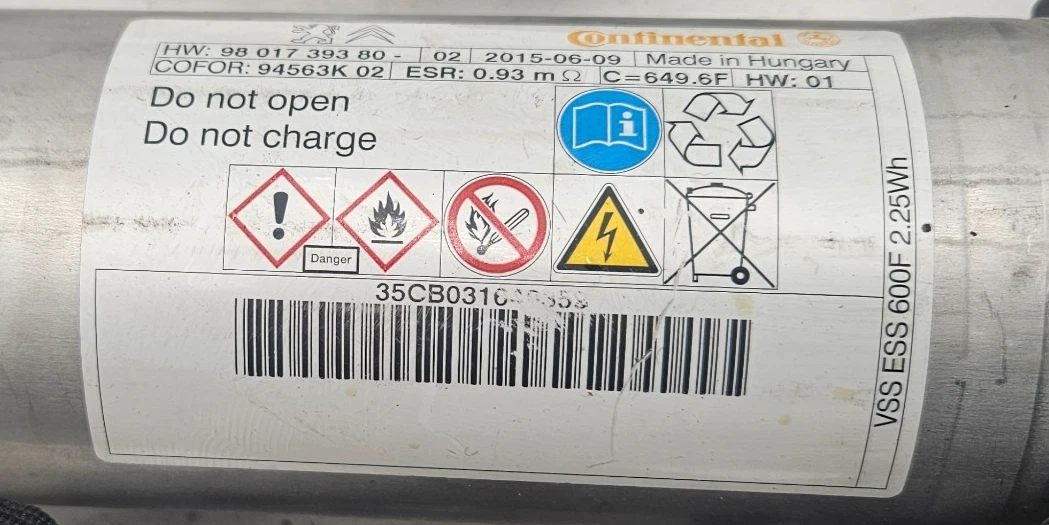 Continental
HW: 98 017 393 80 - 02 2015-06-09 Made in Hungary
COFOR: 94563K 02 ESR: 0.93 m Ω C=649.6F HW: 01
Do not open
Do not charge
Danger
VSS ESS 600F 2.25Wh